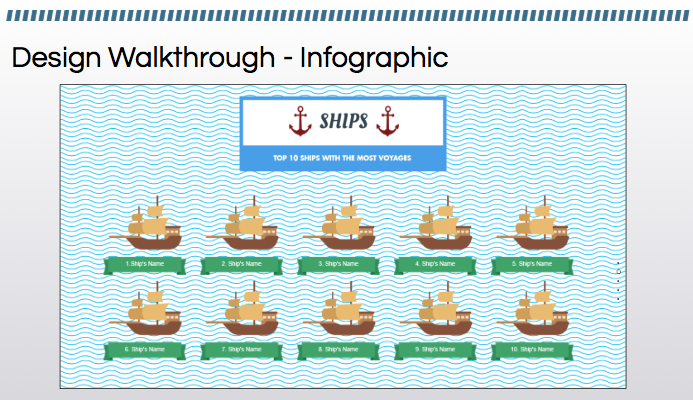 Design Walkthrough - Infographic
SHIPS
TOP 10 SHIPS WITH THE MOST VOYAGES
1.Ship's Name
2. Ship's Name
3. Ship's Name
4. Ship's Name
5. Ship's Name
6. Ship's Name
7. Ship's Name
8. Ship's Name
9. Ship's Name
10. Ship's Name